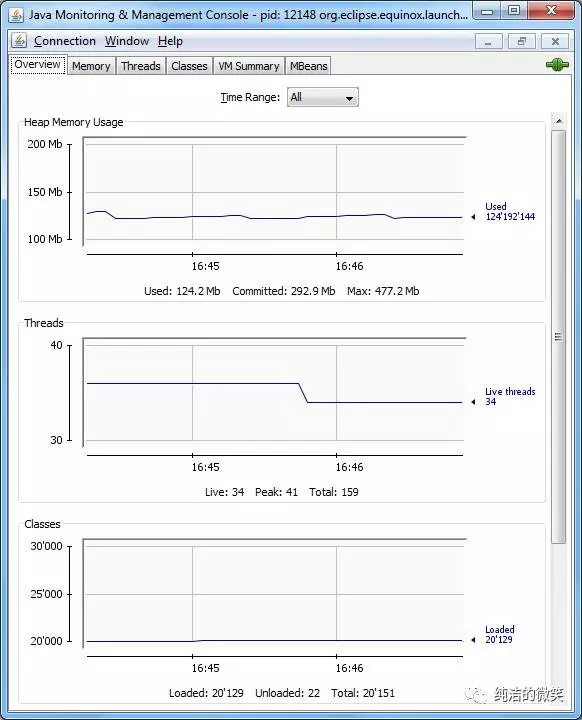 Java Monitoring & Management Console - pid: 12148 org.eclipse.equinox.launch...
Connection Window Help
Overview Memory Threads Classes VM Summary MBeans
Time Range: All
Heap Memory Usage
200 Mb
150 Mb
100 Mb
Used
124'192'144
16:45 16:46
Used: 124.2 Mb Committed: 292.9 Mb Max: 477.2 Mb
Threads
40
30
Live threads
34
16:45 16:46
Live: 34 Peak: 41 Total: 159
Classes
30'000
25'000
20'000
Loaded
20'129
16:45 16:46
Loaded: 20'129 Unloaded: 22 Total: 20'151
纯洁的微笑